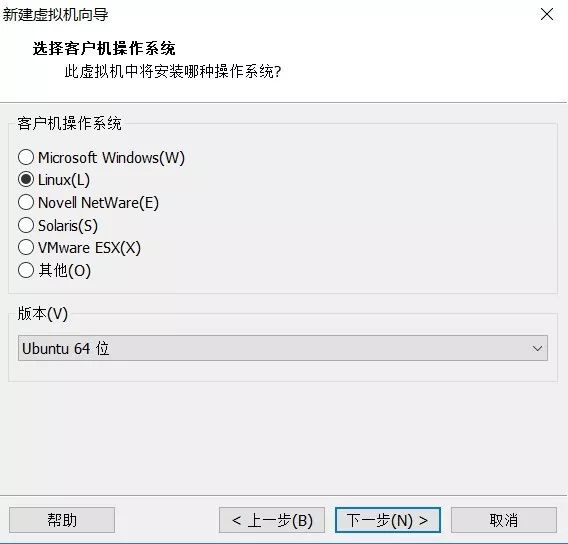 新建虚拟机向导
选择客户机操作系统
此虚拟机中将安装哪种操作系统?
客户机操作系统
Microsoft Windows(W)
Linux(L)
Novell NetWare(E)
Solaris(S)
VMware ESX(X)
其他(O)
版本(V)
Ubuntu 64 位
帮助
< 上一步(B)
下一步(N) >
取消